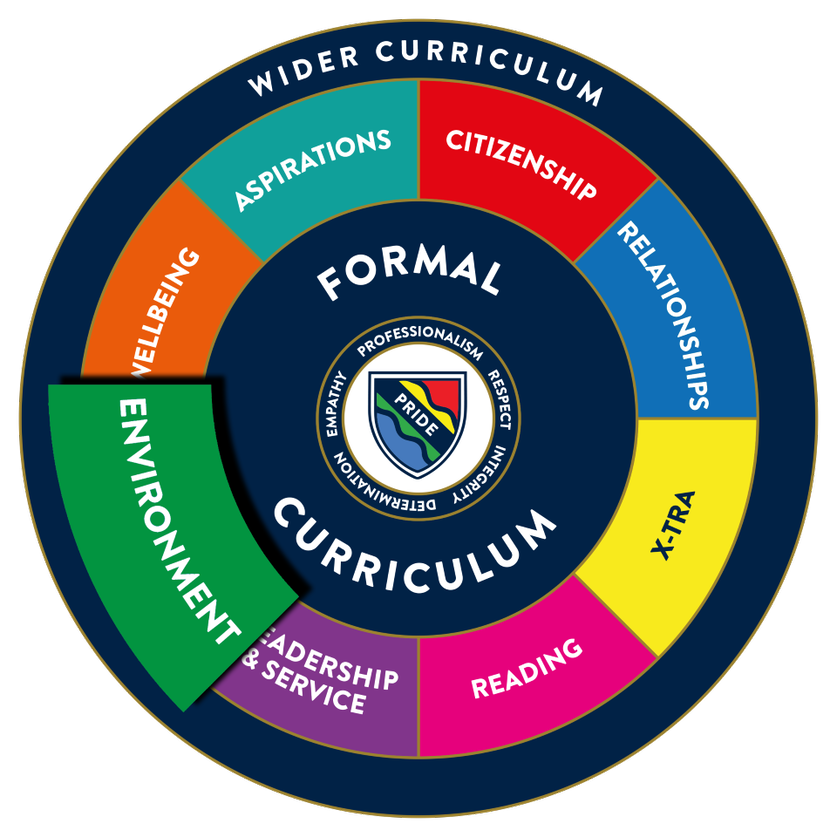 WIDER CURRICULUM
ASPIRATIONS
CITIZENSHIP
RELATIONSHIPS
X-TRA
READING
EADERSHIP
& SERVICE
ENVIRONMENT
WELLBEING
FORMAL
CURRICULUM
PROFESSIONALISM
RESPECT
INTEGRITY
DETERMINATION
EMPATHY
PRIDE